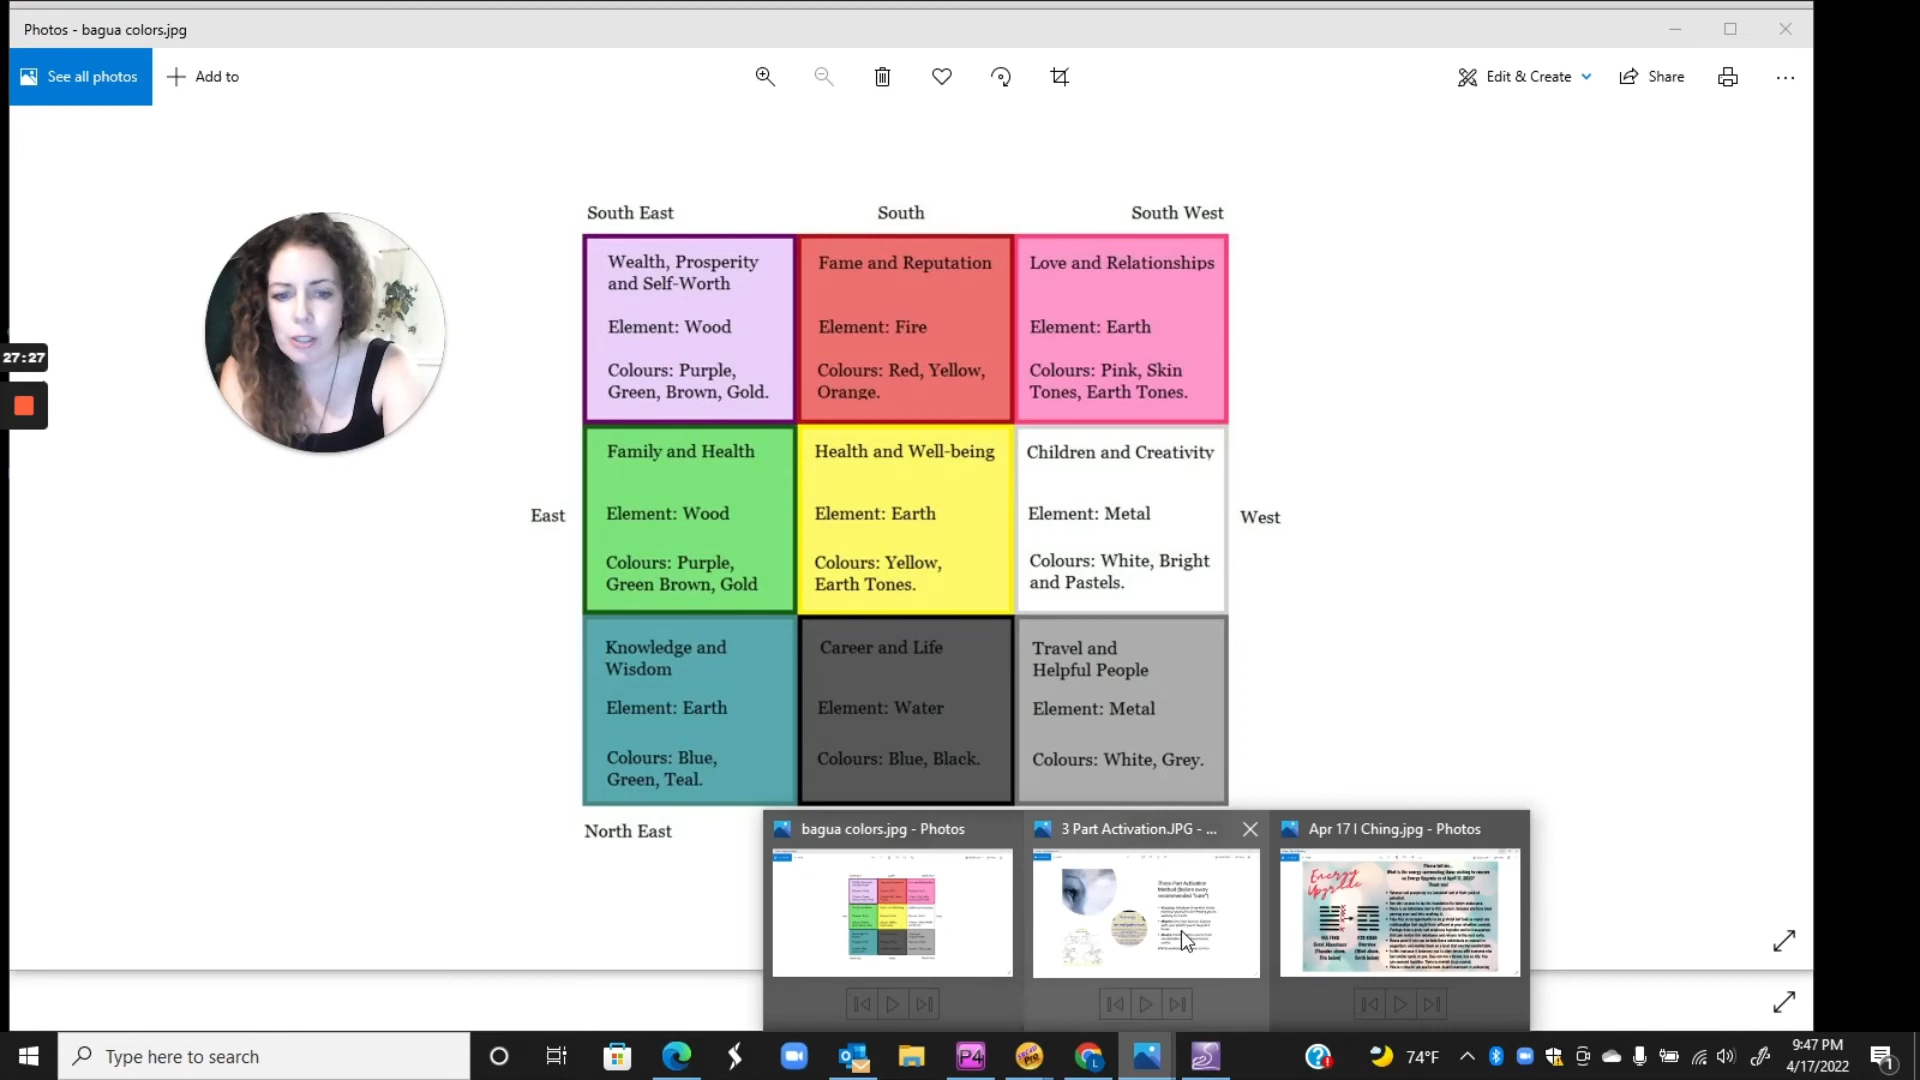 Photos - bagua colors.jpg
See all photos
Add to
Edit & Create
Share
South East
South
South West
Wealth, Prosperity
and Self-Worth
Element: Wood
Colours: Purple,
Green, Brown, Gold.
Fame and Reputation
Element: Fire
Colours: Red, Yellow,
Orange.
Love and Relationships
Element: Earth
Colours: Pink, Skin
Tones, Earth Tones.
27:27
East
Family and Health
Element: Wood
Colours: Purple,
Green Brown, Gold
Health and Well-being
Element: Earth
Colours: Yellow,
Earth Tones.
Children and Creativity
Element: Metal
Colours: White, Bright
and Pastels.
West
Knowledge and
Wisdom
Element: Earth
Colours: Blue,
Green, Teal.
Career and Life
Element: Water
Colours: Blue, Black.
Travel and
Helpful People
Element: Metal
Colours: White, Grey.
North East
bagua colors.jpg - Photos
3 Part Activation.JPG - ...
Apr 17 I Ching.jpg - Photos
Energy
Upgrade
Type here to search
P4
L
74°F
9:47 PM
4/17/2022
1